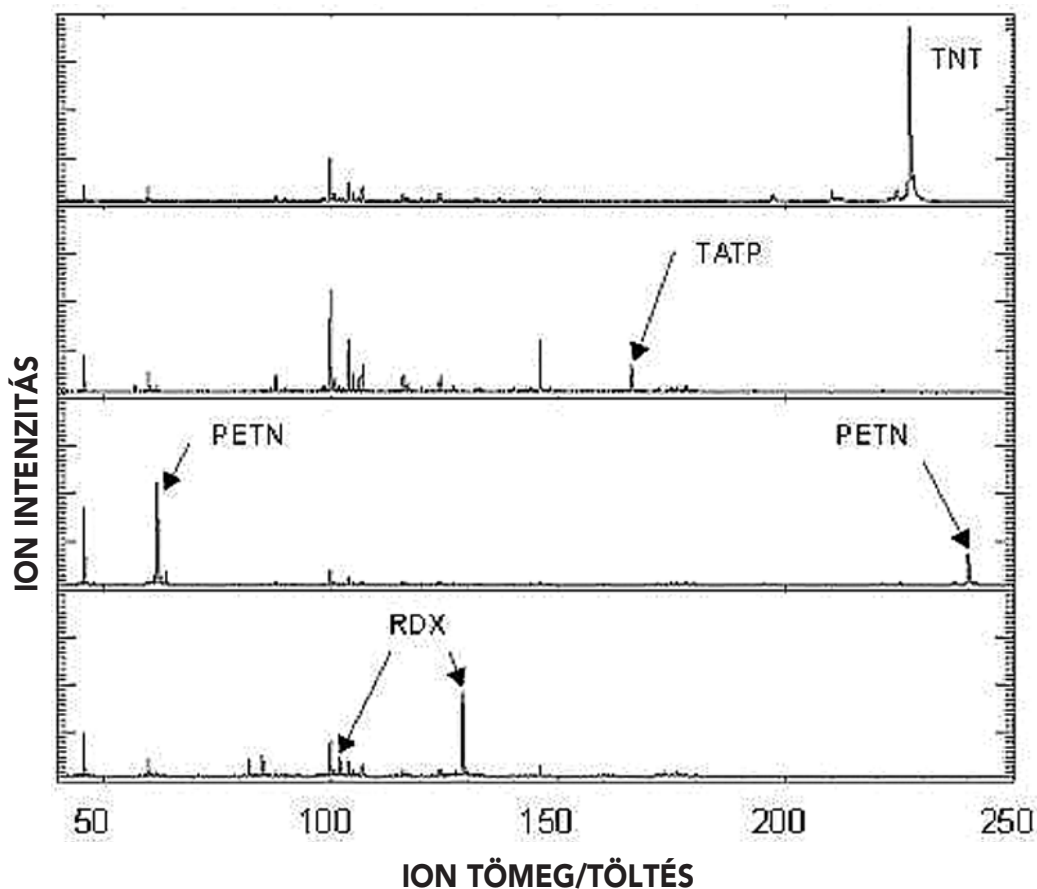 TNT
TATP
PETN
PETN
RDX
ION INTENZITÁS
50
100
150
200
250
ION TÖMEG/TÖLTÉS